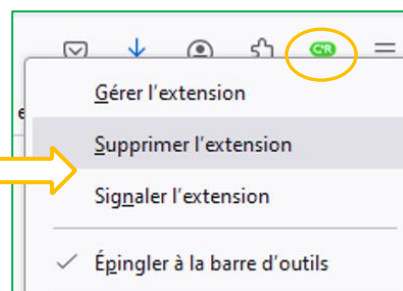 C'R
Gérer l'extension
Supprimer l'extension
Signaler l'extension
Épingler à la barre d'outils